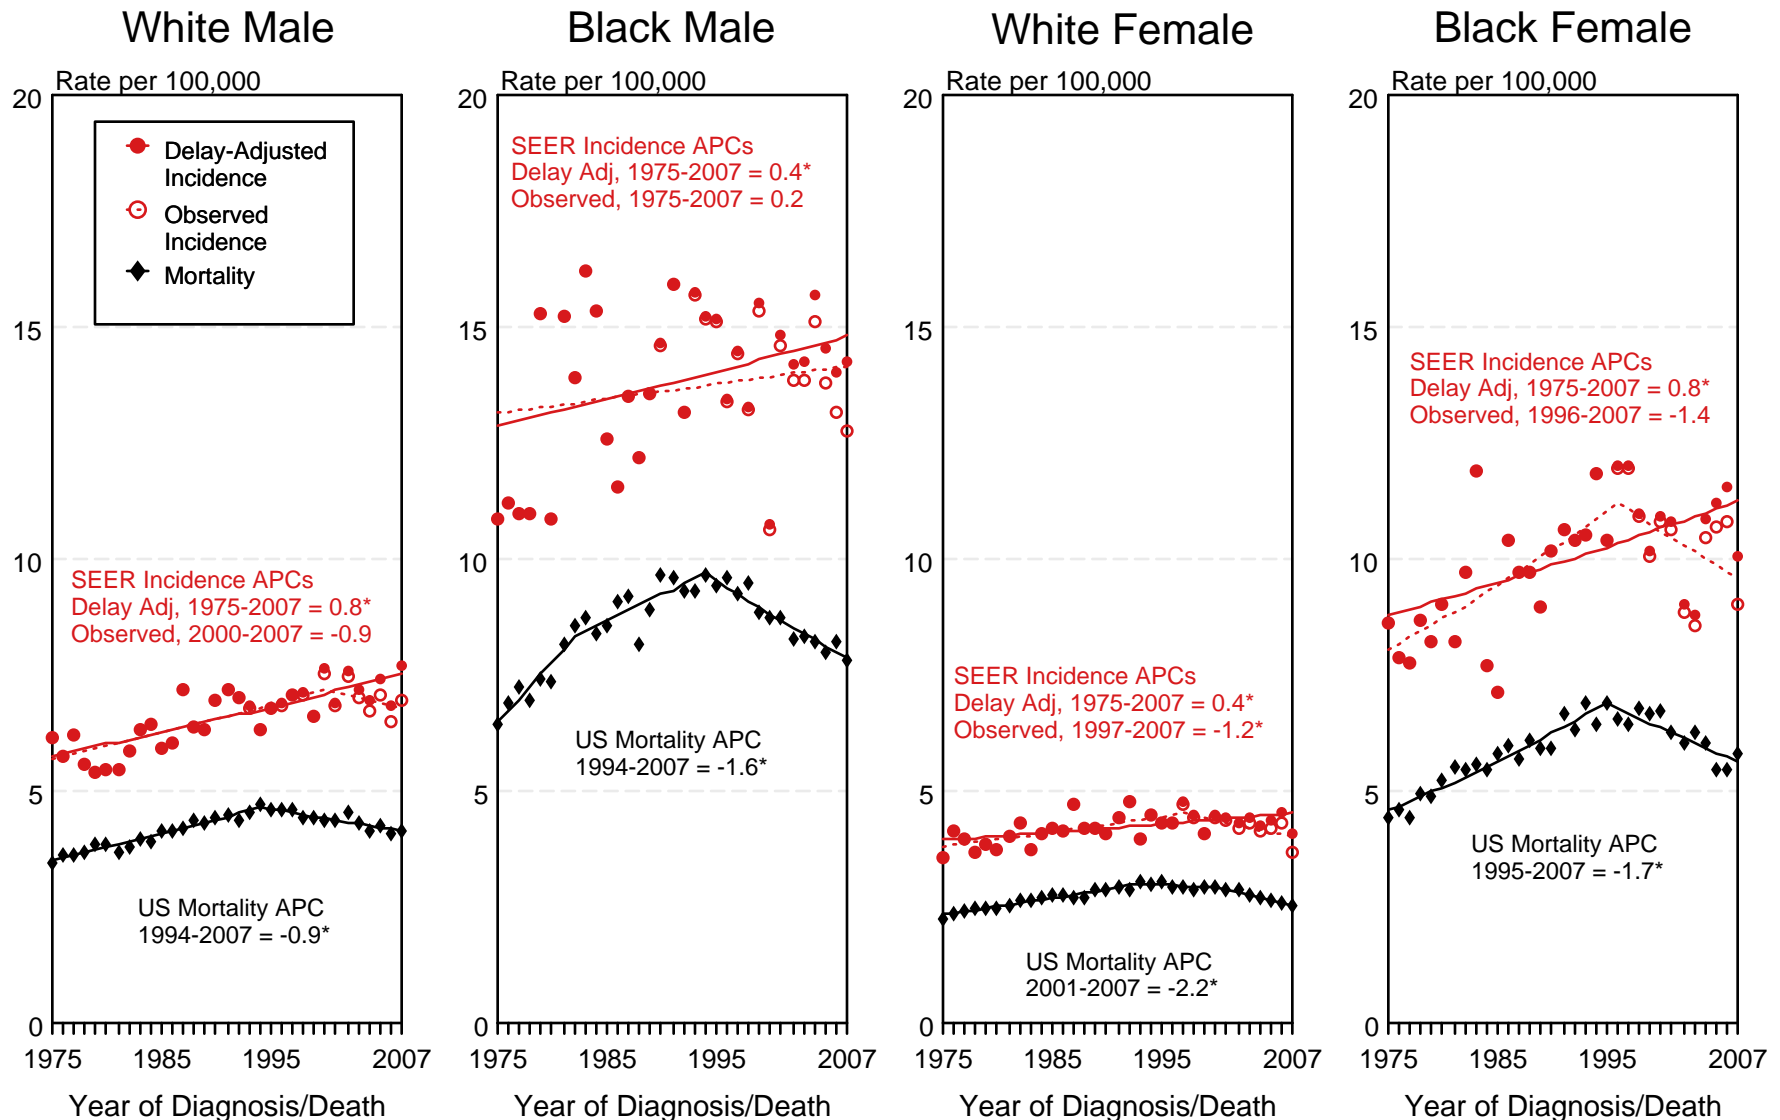 White Male
Black Male
White Female
Black Female
Rate per 100,000
20
15
10
5
0
Delay-Adjusted
Incidence
Observed
Incidence
Mortality
SEER Incidence APCs
Delay Adj, 1975-2007 = 0.8*
Observed, 2000-2007 = -0.9
US Mortality APC
1994-2007 = -0.9*
1975
1985
1995
2007
Year of Diagnosis/Death
Rate per 100,000
20
15
10
5
0
SEER Incidence APCs
Delay Adj, 1975-2007 = 0.4*
Observed, 1975-2007 = 0.2
US Mortality APC
1994-2007 = -1.6*
1975
1985
1995
2007
Year of Diagnosis/Death
Rate per 100,000
20
15
10
5
0
SEER Incidence APCs
Delay Adj, 1975-2007 = 0.4*
Observed, 1997-2007 = -1.2*
US Mortality APC
2001-2007 = -2.2*
1975
1985
1995
2007
Year of Diagnosis/Death
Rate per 100,000
20
15
10
5
0
SEER Incidence APCs
Delay Adj, 1975-2007 = 0.8*
Observed, 1996-2007 = -1.4
US Mortality APC
1995-2007 = -1.7*
1975
1985
1995
2007
Year of Diagnosis/Death